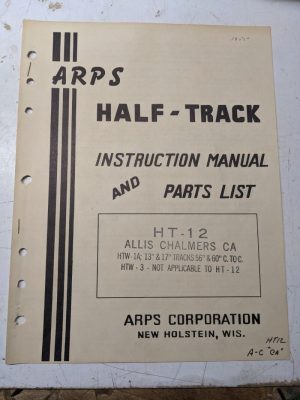 ARPS
HALF-TRACK
INSTRUCTION MANUAL
AND
PARTS LIST
HT-12
ALLIS CHALMERS CA
HTW-1A; 13" & 17" TRACKS 56" & 60" C. TO C.
HTW-3 - NOT APPLICABLE TO HT-12
ARPS CORPORATION
NEW HOLSTEIN, WIS.
HT12
A-C "CA"